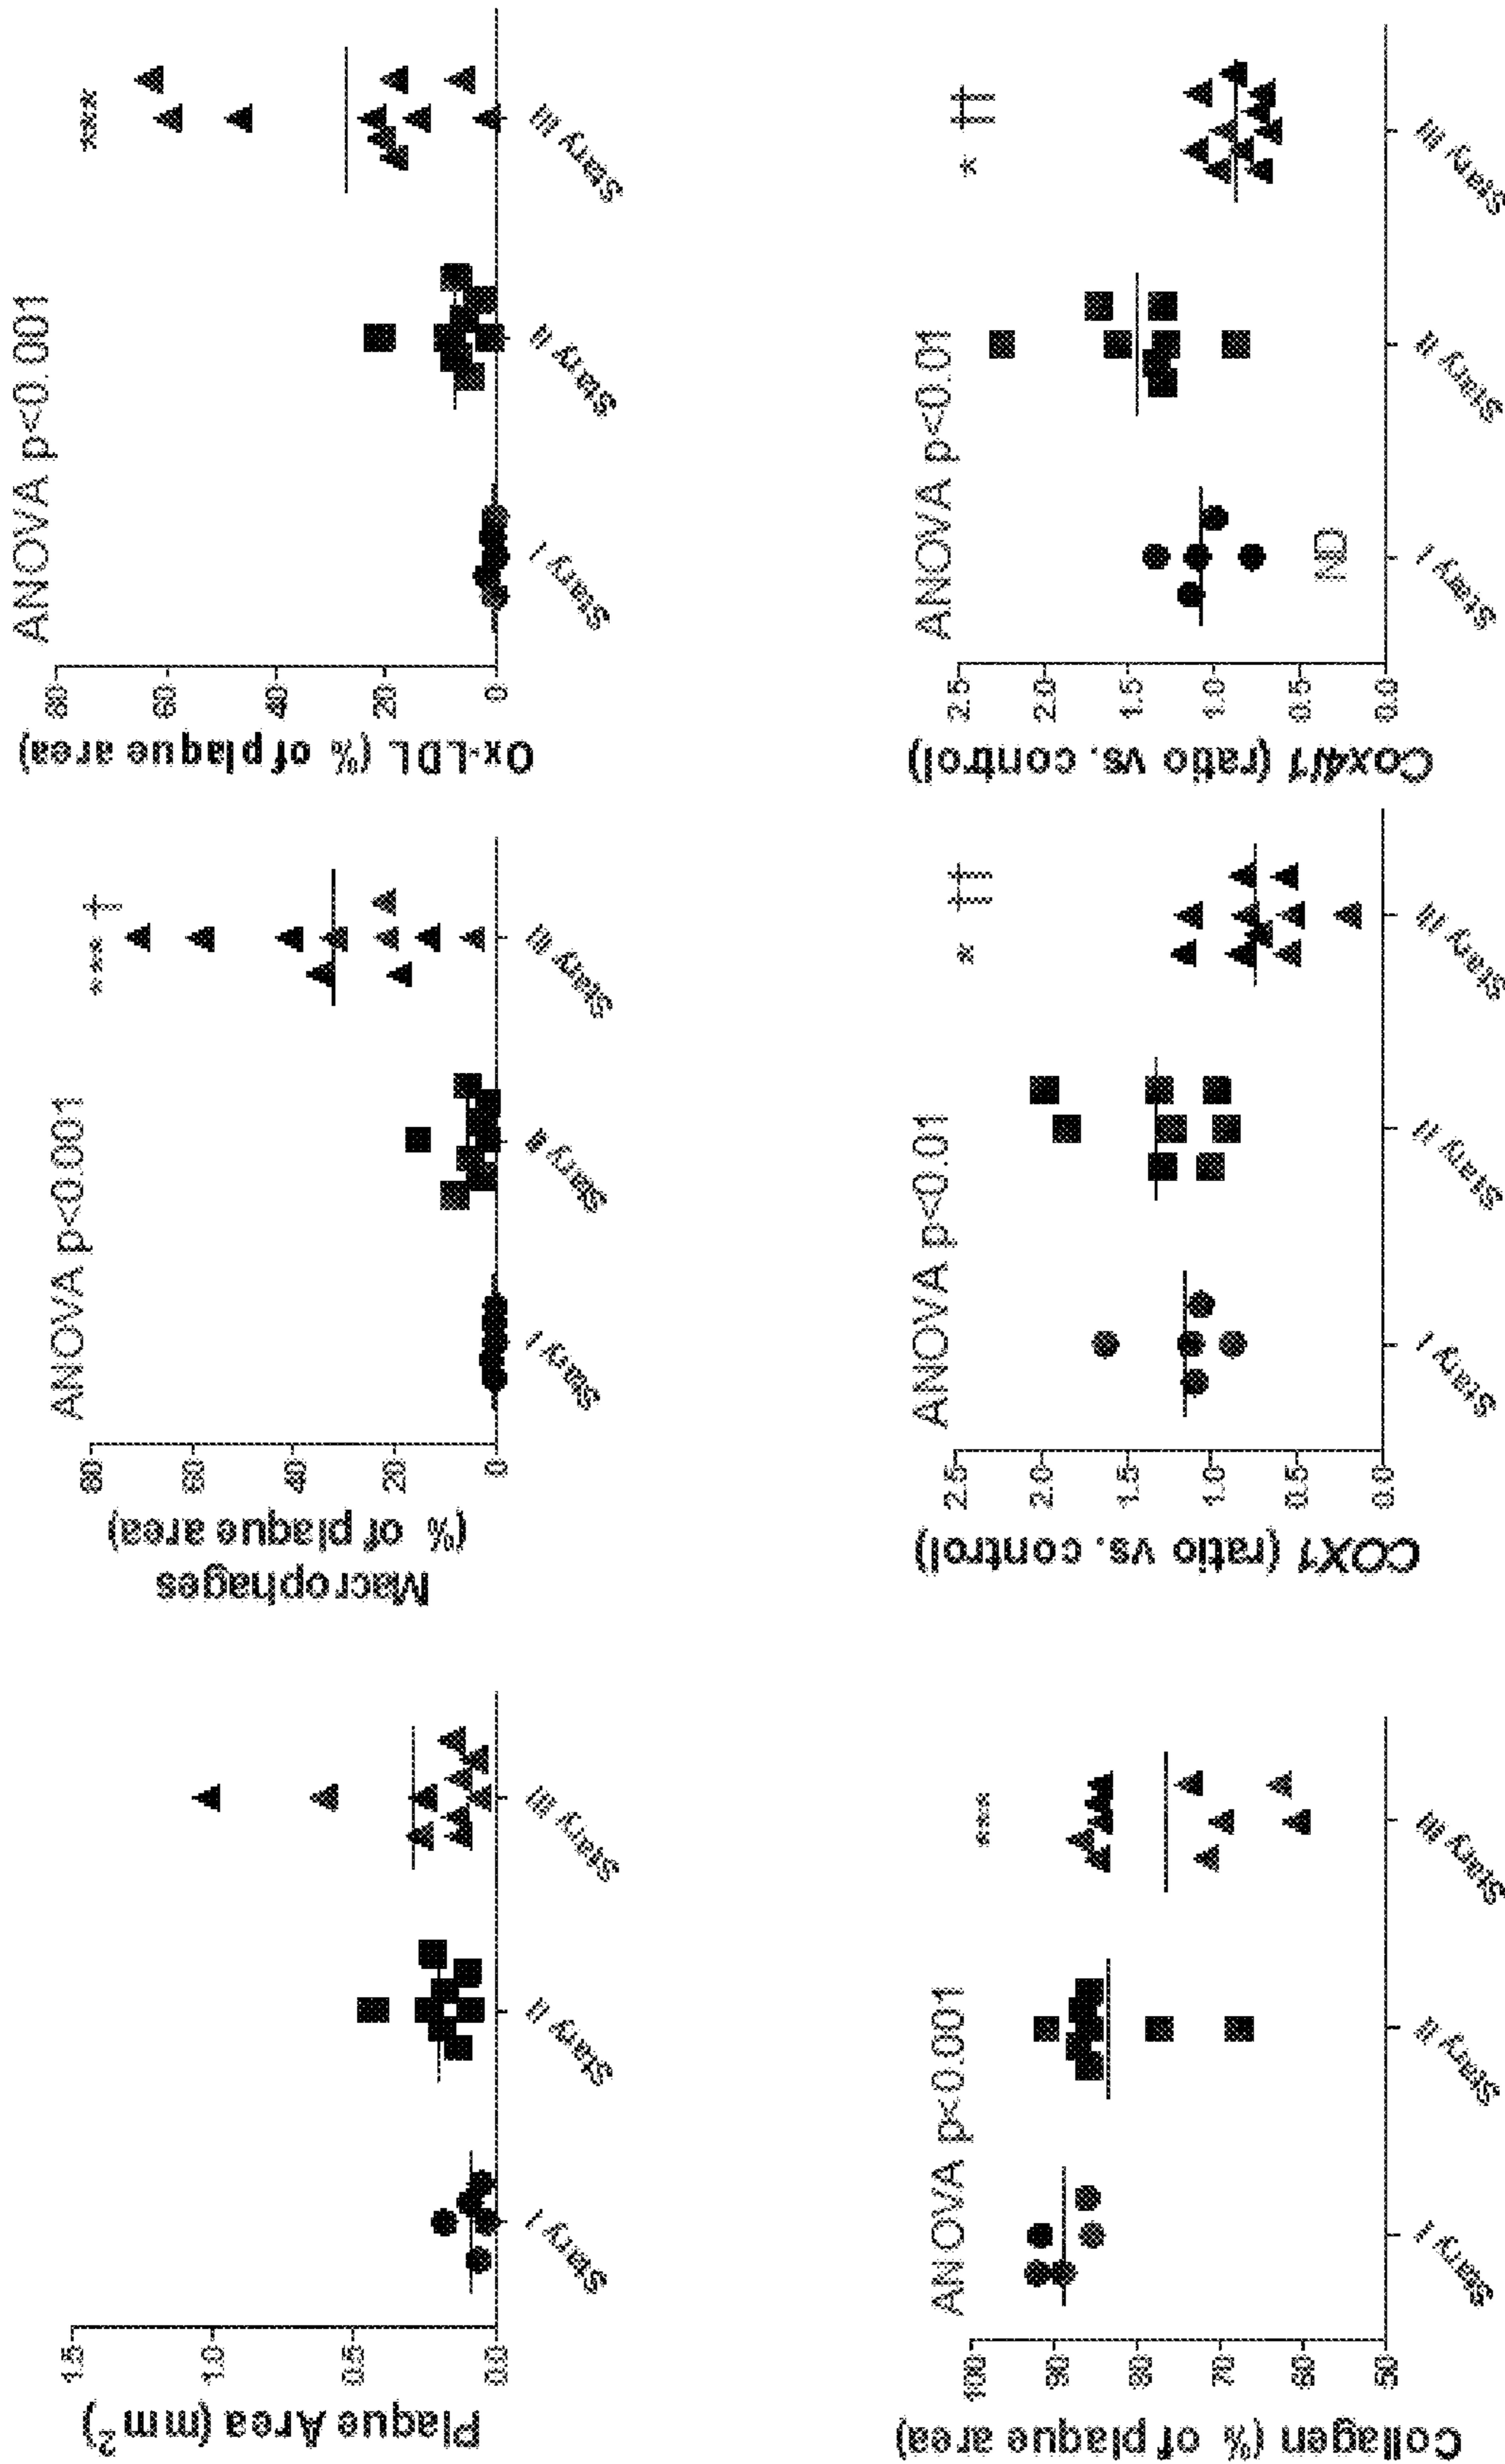 Plaque Area (mm2)
1.5
1.0
0.5
0.0
Stary I
Stary II
Stary III
Macrophages
(% of plaque area)
ANOVA p<0.001
*** †
80
60
40
20
0
Stary I
Stary II
Stary III
Ox-LDL (% of plaque area)
ANOVA p<0.001
***
80
60
40
20
0
Stary I
Stary II
Stary III
Collagen (% of plaque area)
ANOVA p<0.001
***
100
90
80
70
60
50
Stary I
Stary II
Stary III
COX1 (ratio vs. control)
ANOVA p<0.01
* ††
2.5
2.0
1.5
1.0
0.5
0.0
Stary I
Stary II
Stary III
Cox4i1 (ratio vs. control)
ANOVA p<0.01
* ††
2.5
2.0
1.5
1.0
0.5
0.0
ND
Stary I
Stary II
Stary III